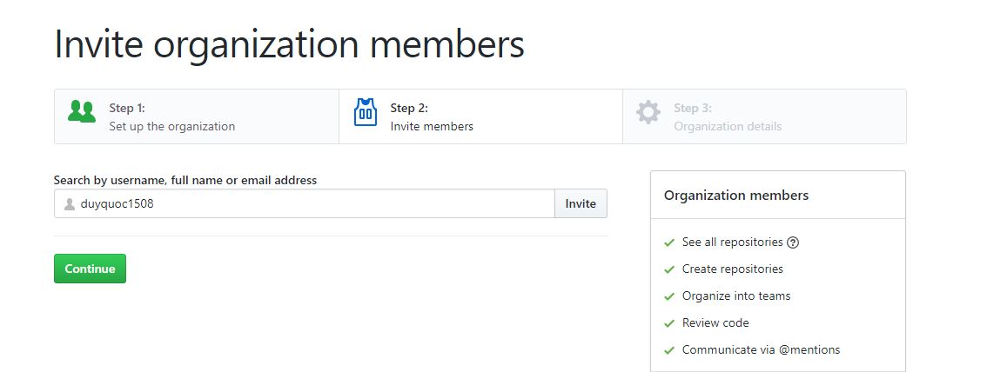 Invite organization members
Step 1:
Set up the organization
Step 2:
Invite members
Step 3:
Organization details
Search by username, full name or email address
duyquoc1508
Invite
Continue
Organization members
See all repositories ?
Create repositories
Organize into teams
Review code
Communicate via @mentions